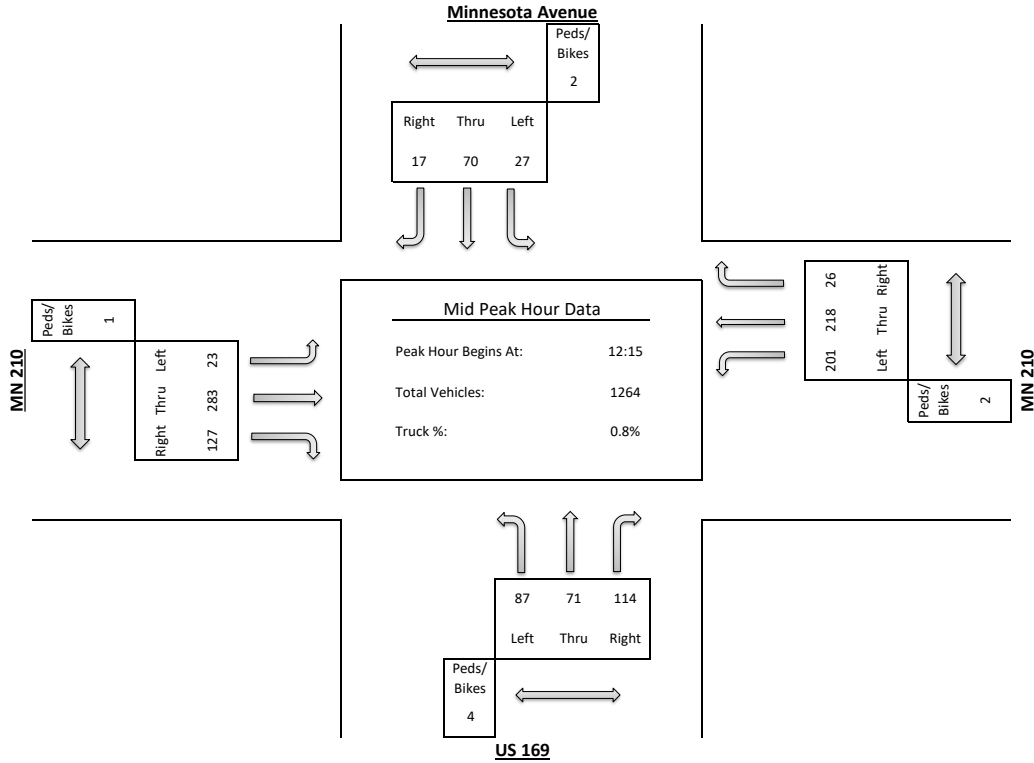 Minnesota Avenue
Peds/
Bikes
2
Right Thru Left
17 70 27
Peds/
Bikes
1
Left 23
Thru 283
Right 127
MN 210
Mid Peak Hour Data
Peak Hour Begins At: 12:15
Total Vehicles: 1264
Truck %: 0.8%
26 Right
218 Thru
201 Left
Peds/
Bikes
2
MN 210
87 71 114
Left Thru Right
Peds/
Bikes
4
US 169